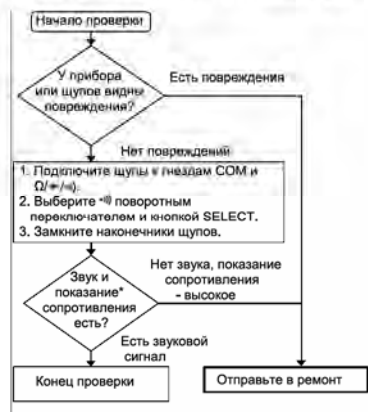 Начало проверки
У прибора
или щупов видны
повреждения?
Есть повреждения
Нет повреждений
1. Подключите щупы к гнездам COM и
Ω/
2. Выберите поворотным
переключателем и кнопкой SELECT.
3. Замкните наконечники щупов.
Звук и
показание*
сопротивления
есть?
Нет звука, показание
сопротивления
- высокое
Есть звуковой
сигнал
Конец проверки
Отправьте в ремонт